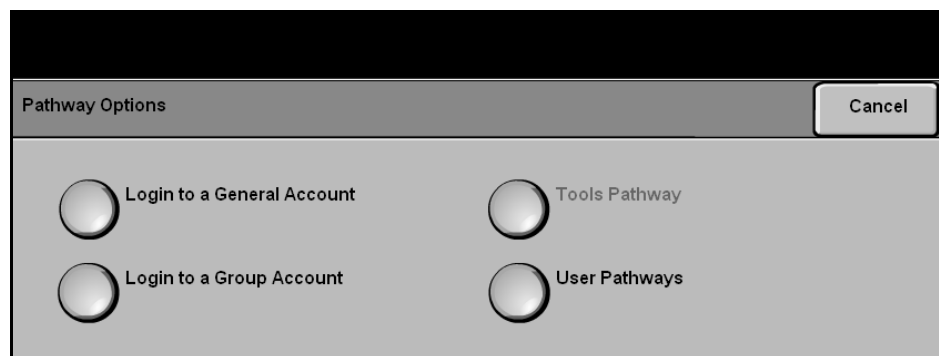 Pathway Options
Cancel
Login to a General Account
Tools Pathway
Login to a Group Account
User Pathways